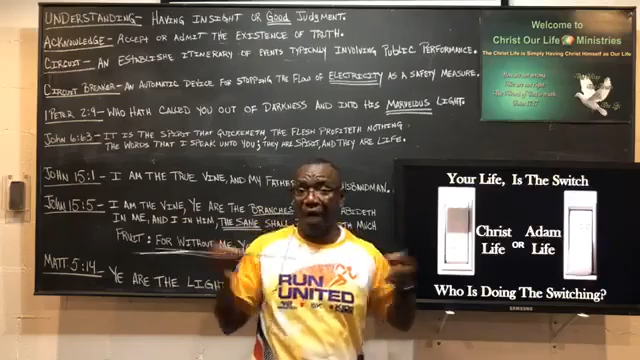 UNDERSTANDING- HAVING INSIGHT OR GOOD JUDGMENT.
ACKNOWLEDGE- ACCEPT OR ADMIT THE EXISTENCE OF TRUTH.
CIRCUIT- AN ESTABLISHE ITINERARY OF EVENTS TYPICALLY INVOLVING PUBLIC PERFORMANCE.
CIRCUIT BREAKER- AN AUTOMATIC DEVICE FOR STOPPING THE FLOW OF ELECTRICITY AS A SAFETY MEASURE.
1 PETER 2:9- WHO HATH CALLED YOU OUT OF DARKNESS AND INTO HIS MARVELOUS LIGHT.
JOHN 6:63- IT IS THE SPIRIT THAT QUICKENETH THE FLESH PROFITETH NOTHING:
THE WORDS THAT I SPEAK UNTO YOU; THEY ARE SPIRIT, AND THEY ARE LIFE.
JOHN 15:1- I AM THE TRUE VINE, AND MY FATHER
JOHN 15:5- I AM THE VINE, YE ARE THE BRANCHES
IN ME, AND I IN HIM, THE SAME SHALL MUCH
FRUIT: FOR WITHOUT ME, YE
MATT. 5:14- YE ARE THE LIGHT
Welcome to
Christ Our Life Ministries
The Christ Life is Simply Having Christ Himself as Our Life
Your Life, Is The Switch
Christ Life OR Adam Life
Who Is Doing The Switching?
SAMSUNG
RUN
UNITED